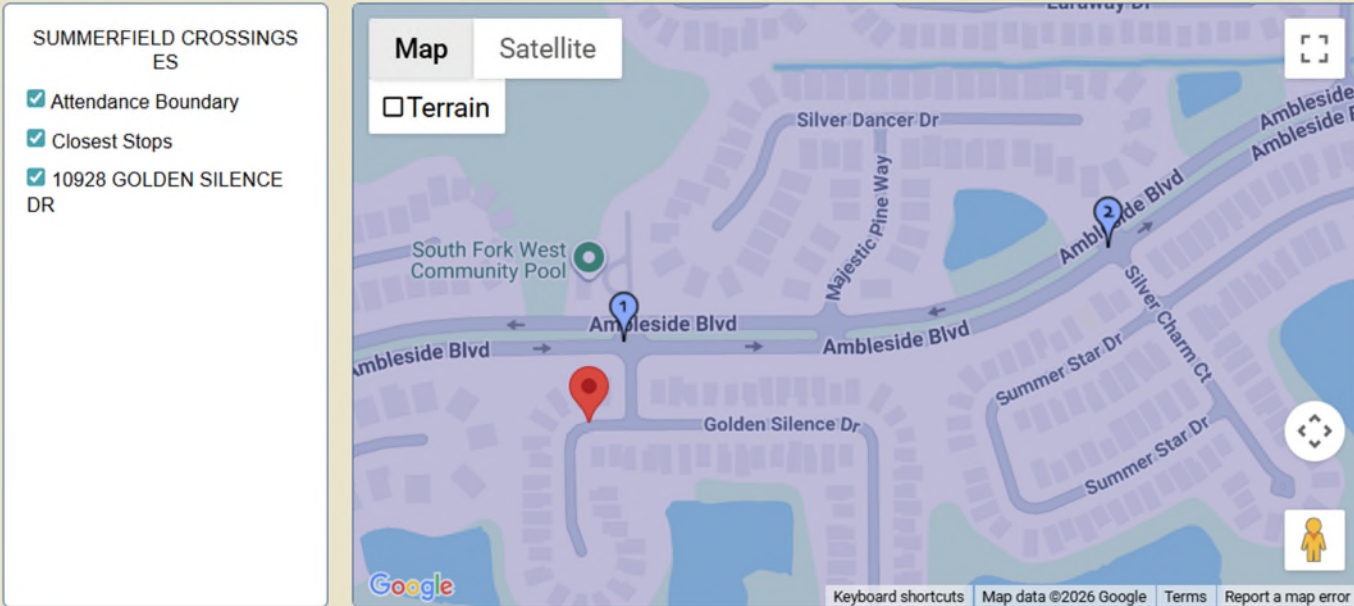 SUMMERFIELD CROSSINGS
ES
Attendance Boundary
Closest Stops
10928 GOLDEN SILENCE
DR
Map
Satellite
Terrain
Silver Dancer Dr
Ambleside
Ambleside
Majestic Pine Way
Ambleside Blvd
2
South Fork West
Community Pool
1
Ambleside Blvd
Ambleside Blvd
Ambleside Blvd
Silver Charm Ct
Summer Star Dr
Golden Silence Dr
Summer Star Dr
Google
Keyboard shortcuts
Map data ©2026 Google
Terms
Report a map error